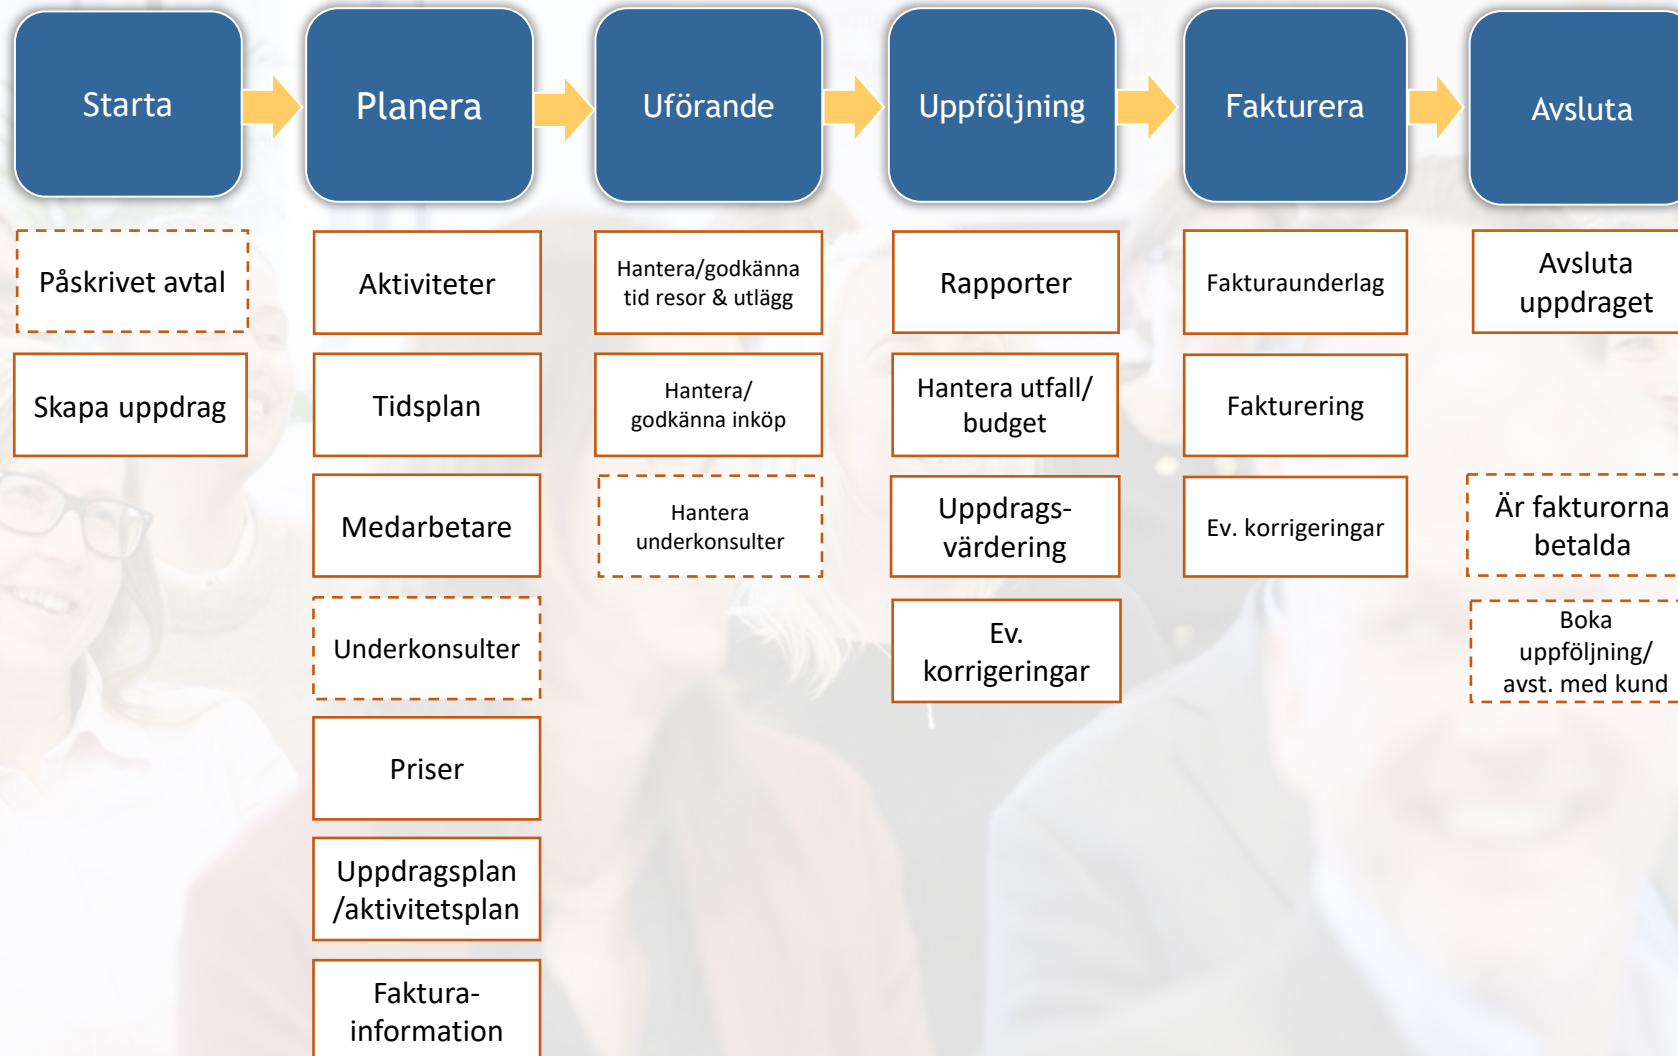 Starta
Planera
Uförande
Uppföljning
Fakturera
Avsluta
Påskrivet avtal
Skapa uppdrag
Aktiviteter
Tidsplan
Medarbetare
Underkonsulter
Priser
Uppdragsplan
/aktivitetsplan
Faktura-
information
Hantera/godkänna
tid resor & utlägg
Hantera/
godkänna inköp
Hantera
underkonsulter
Rapporter
Hantera utfall/
budget
Uppdrags-
värdering
Ev.
korrigeringar
Fakturaunderlag
Fakturering
Ev. korrigeringar
Avsluta
uppdraget
Är fakturorna
betalda
Boka
uppföljning/
avst. med kund